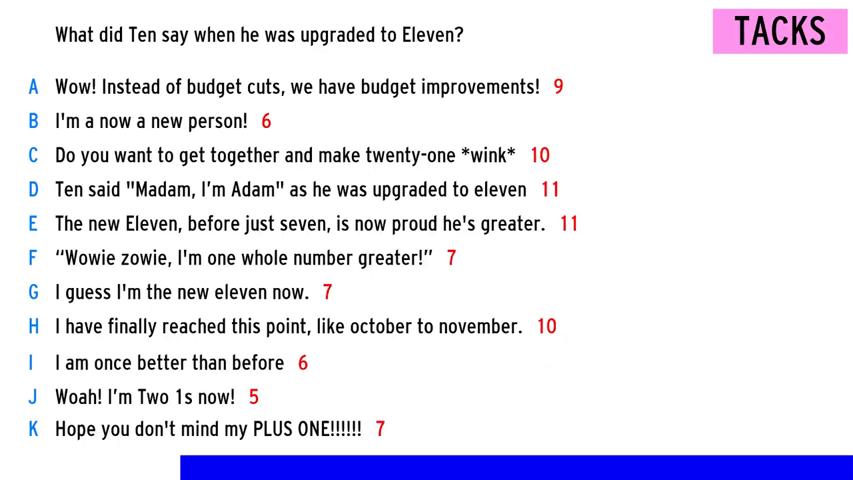 What did Ten say when he was upgraded to Eleven?
TACKS
A Wow! Instead of budget cuts, we have budget improvements! 9
B I'm a now a new person! 6
C Do you want to get together and make twenty-one *wink* 10
D Ten said "Madam, I'm Adam" as he was upgraded to eleven 11
E The new Eleven, before just seven, is now proud he's greater. 11
F “Wowie zowie, I'm one whole number greater!” 7
G I guess I'm the new eleven now. 7
H I have finally reached this point, like october to november. 10
I I am once better than before 6
J Woah! I'm Two 1s now! 5
K Hope you don't mind my PLUS ONE!!!!!! 7